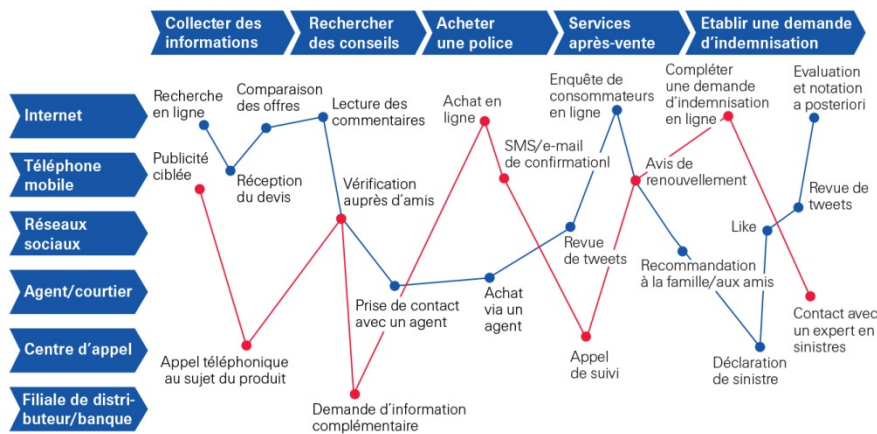 Collecter des
informations
Rechercher
des conseils
Acheter
une police
Services
après-vente
Etablir une demande
d'indemnisation
Internet
Téléphone
mobile
Réseaux
sociaux
Agent/courtier
Centre d'appel
Filiale de distri-
buteur/banque
Recherche
en ligne
Comparaison
des offres
Lecture des
commentaires
Achat en
ligne
Enquête de
consommateurs
en ligne
Compléter
une demande
d'indemnisation
en ligne
Evaluation
et notation
a posteriori
Publicité
ciblée
Réception
du devis
Vérification
auprès d'amis
SMS/e-mail
de confirmationl
Avis de
renouvellement
Revue de
tweets
Like
Revue
de tweets
Recommandation
à la famille/aux amis
Prise de contact
avec un agent
Achat
via un
agent
Contact avec
un expert en
sinistres
Appel téléphonique
au sujet du produit
Appel
de suivi
Déclaration
de sinistre
Demande d'information
complémentaire